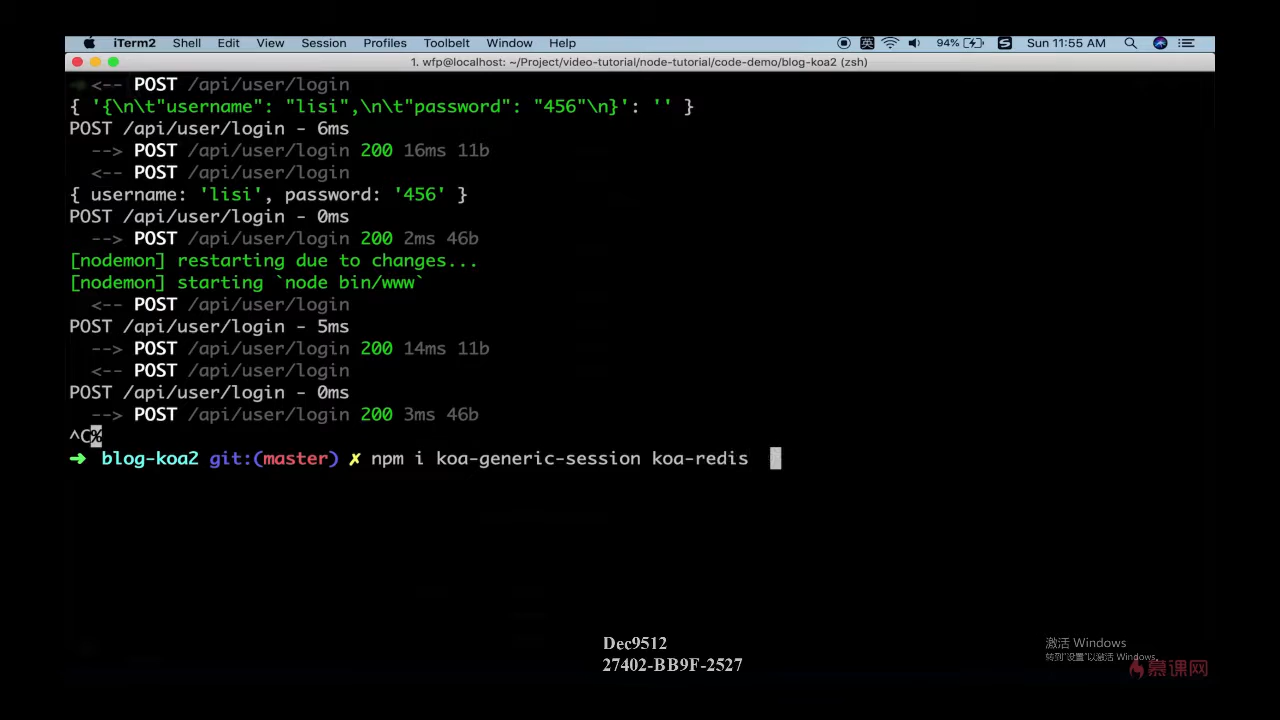 iTerm2 Shell Edit View Session Profiles Toolbelt Window Help 英 94% Sun 11:55 AM
1. wfp@localhost: ~/Project/video-tutorial/node-tutorial/code-demo/blog-koa2 (zsh)
<-- POST /api/user/login
{ '{\n\t"username": "lisi",\n\t"password": "456"\n}': '' }
POST /api/user/login - 6ms
--> POST /api/user/login 200 16ms 11b
<-- POST /api/user/login
{ username: 'lisi', password: '456' }
POST /api/user/login - 0ms
--> POST /api/user/login 200 2ms 46b
[nodemon] restarting due to changes...
[nodemon] starting `node bin/www`
<-- POST /api/user/login
POST /api/user/login - 5ms
--> POST /api/user/login 200 14ms 11b
<-- POST /api/user/login
POST /api/user/login - 0ms
--> POST /api/user/login 200 3ms 46b
^C%
➜ blog-koa2 git:(master) ✗ npm i koa-generic-session koa-redis
Dec9512
27402-BB9F-2527
激活 Windows
转到"设置"以激活 Windows。
慕课网